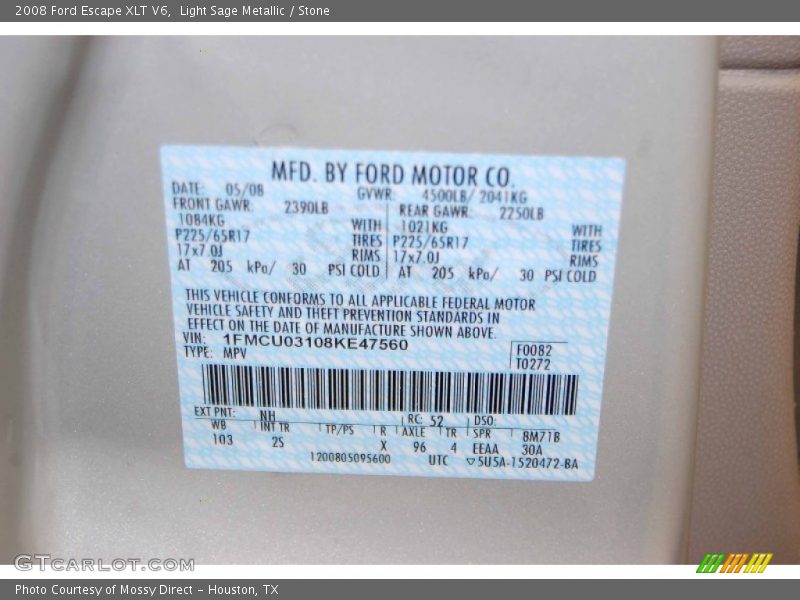 2008 Ford Escape XLT V6, Light Sage Metallic / Stone
MFD. BY FORD MOTOR CO.
DATE: 05/08 GVWR: 4500LB/ 2041KG
FRONT GAWR: 2390LB REAR GAWR: 2250LB
1084KG WITH 1021KG WITH
P225/65R17 TIRES P225/65R17 TIRES
17x7.0J RIMS 17x7.0J RIMS
AT 205 kPa/ 30 PSI COLD AT 205 kPa/ 30 PSI COLD
THIS VEHICLE CONFORMS TO ALL APPLICABLE FEDERAL MOTOR
VEHICLE SAFETY AND THEFT PREVENTION STANDARDS IN
EFFECT ON THE DATE OF MANUFACTURE SHOWN ABOVE.
VIN: 1FMCU03108KE47560
TYPE: MPV
F0082
T0272
EXT PNT: NH RC: 52 DSO:
WB INT TR TP/PS R AXLE TR SPR BM71B
103 2S X 96 4 EEAA 30A
1200805095600 UTC ▽5U5A-1520472-BA
GTCARLOT.COM
Photo Courtesy of Mossy Direct - Houston, TX